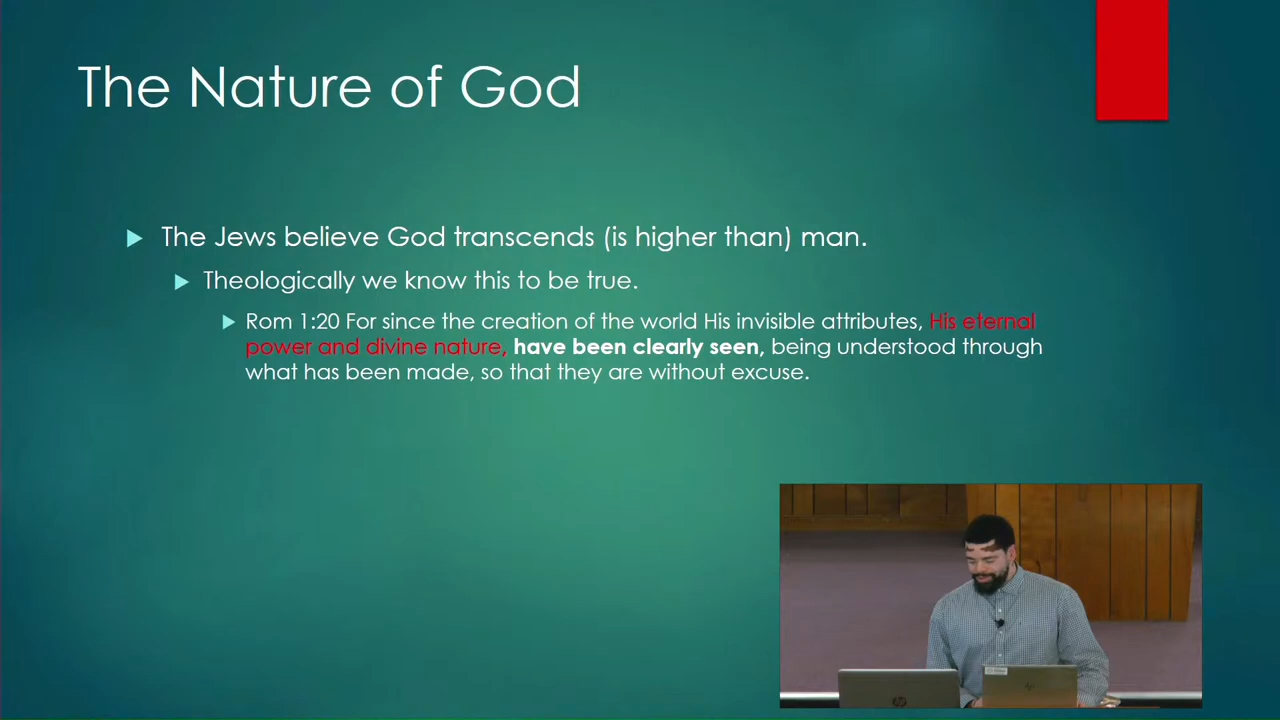 The Nature of God
The Jews believe God transcends (is higher than) man.
Theologically we know this to be true.
Rom 1:20 For since the creation of the world His invisible attributes, His eternal
power and divine nature, have been clearly seen, being understood through
what has been made, so that they are without excuse.